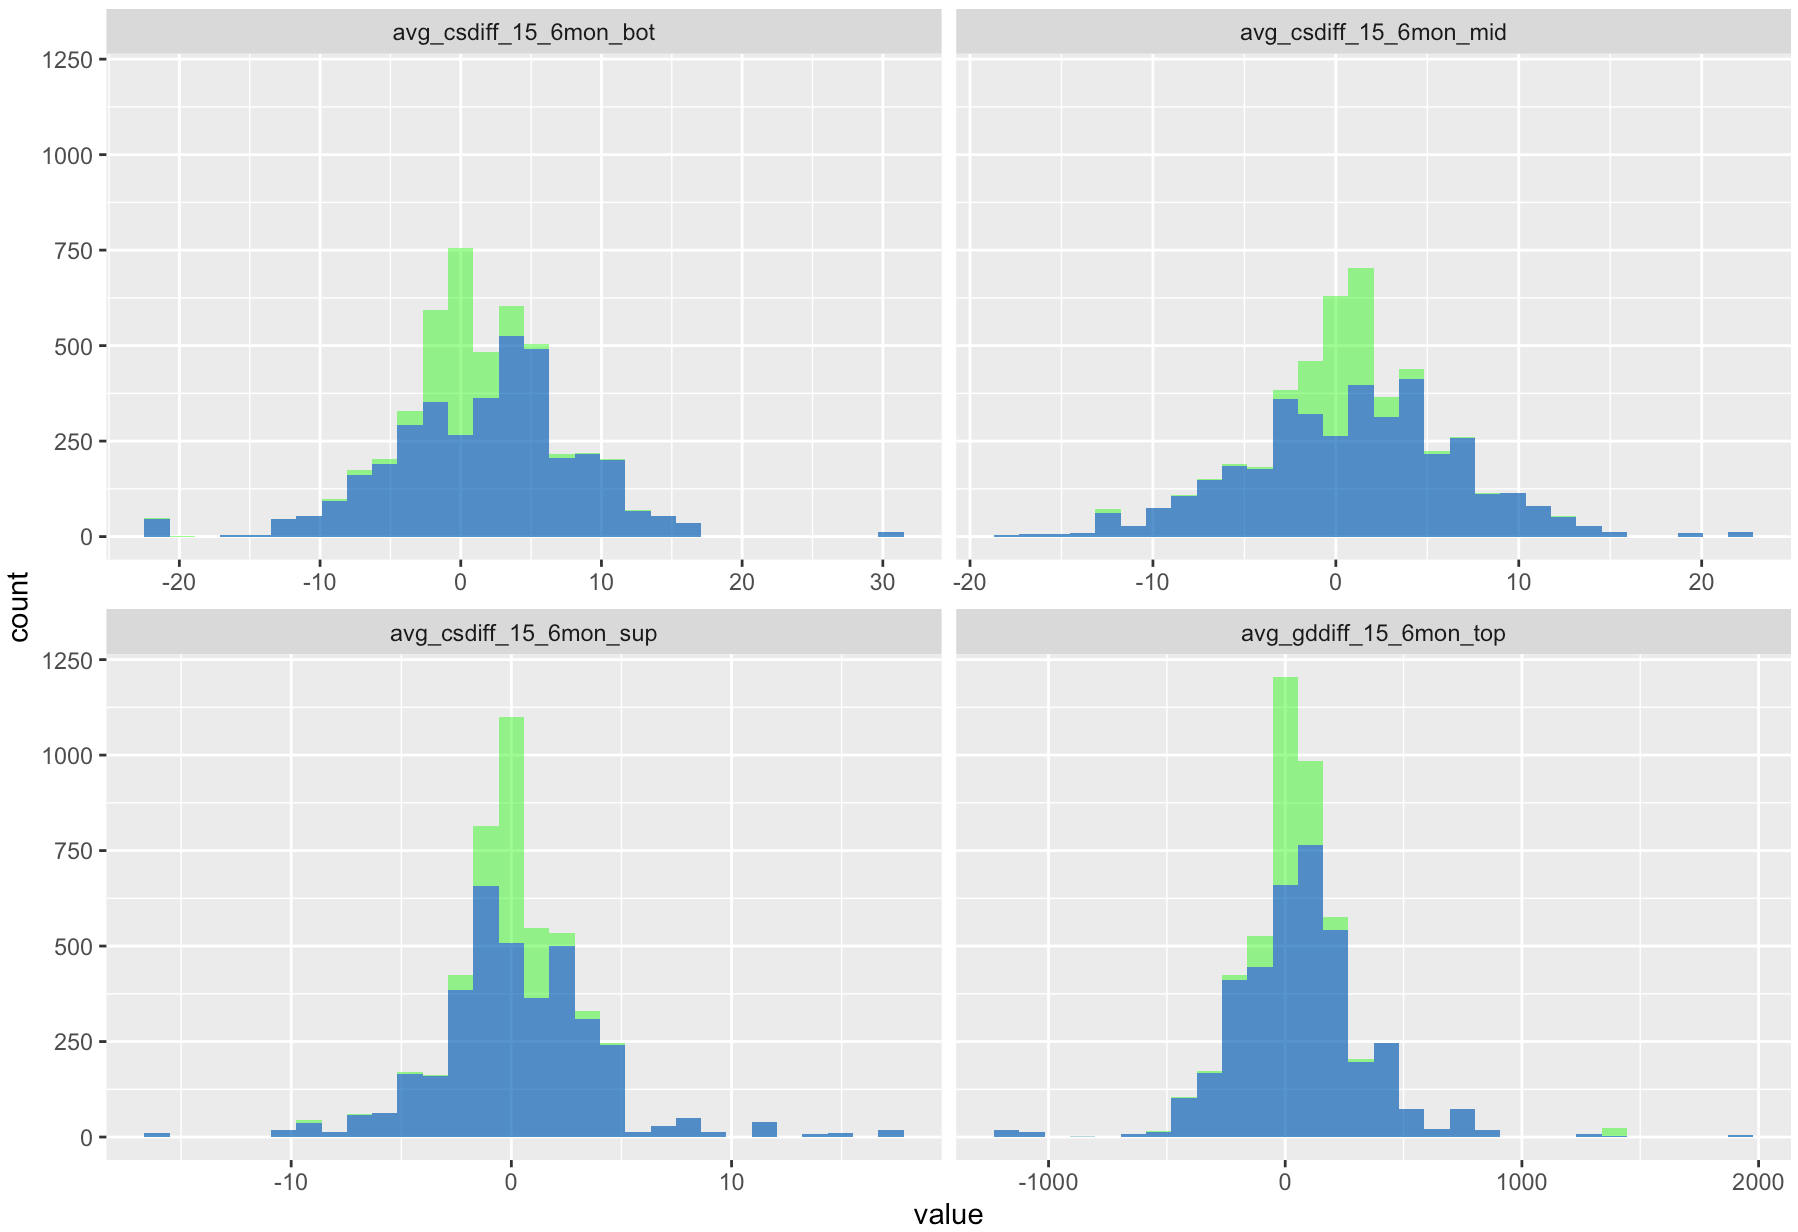 avg_csdiff_15_6mon_bot
avg_csdiff_15_6mon_mid
1250
1000
750
500
250
0
-20 -10 0 10 20 30
-20 -10 0 10 20
count
avg_csdiff_15_6mon_sup
avg_gddiff_15_6mon_top
1250
1000
750
500
250
0
-10 0 10
-1000 0 1000 2000
value